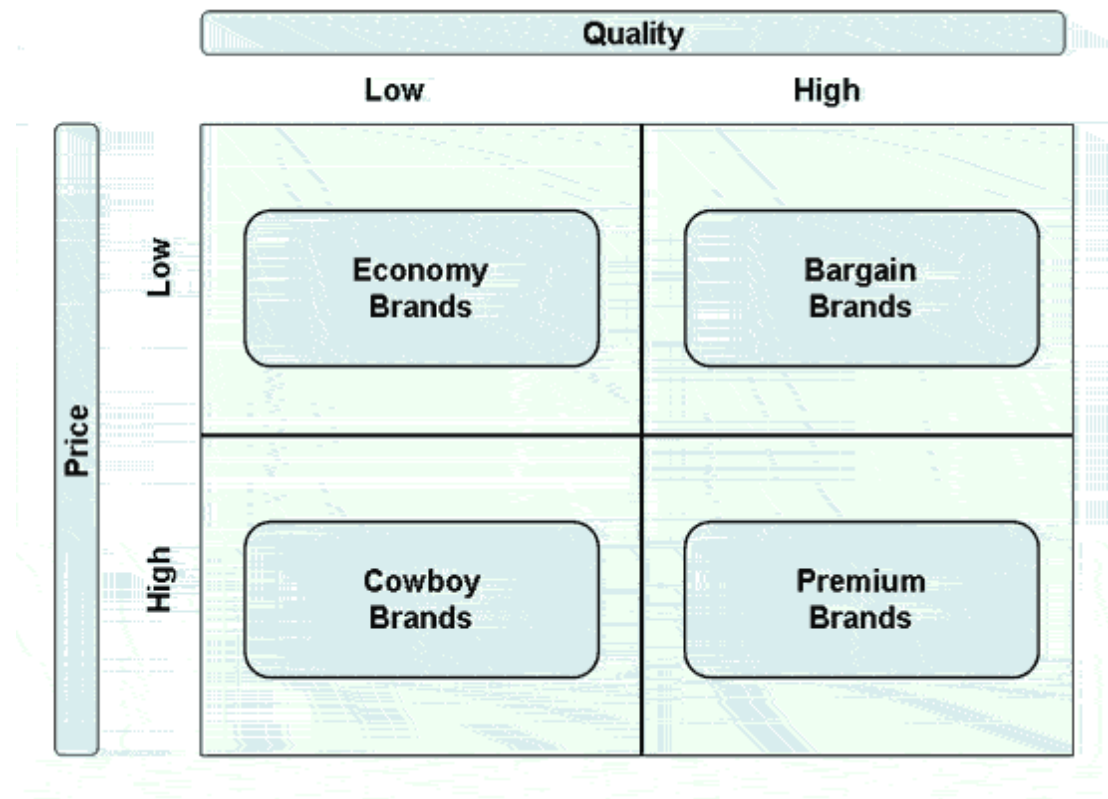 Quality
Low
High
Price
Low
Economy
Brands
Bargain
Brands
High
Cowboy
Brands
Premium
Brands